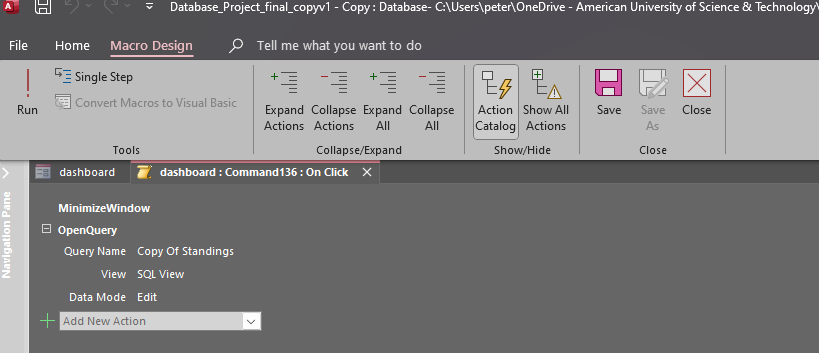 Database_Project_final_copyv1 - Copy : Database- C:\Users\peter\OneDrive - American University of Science & Technology\
File Macro Design Tell me what you want to do
Run
Single Step
Convert Macros to Visual Basic
Tools
Expand Actions
Collapse Actions
Expand All
Collapse All
Collapse/Expand
Action Catalog
Show All Actions
Show/Hide
Save
Save As
Close
Close
Navigation Pane
dashboard
dashboard : Command136 : On Click
MinimizeWindow
OpenQuery
Query Name Copy Of Standings
View SQL View
Data Mode Edit
Add New Action